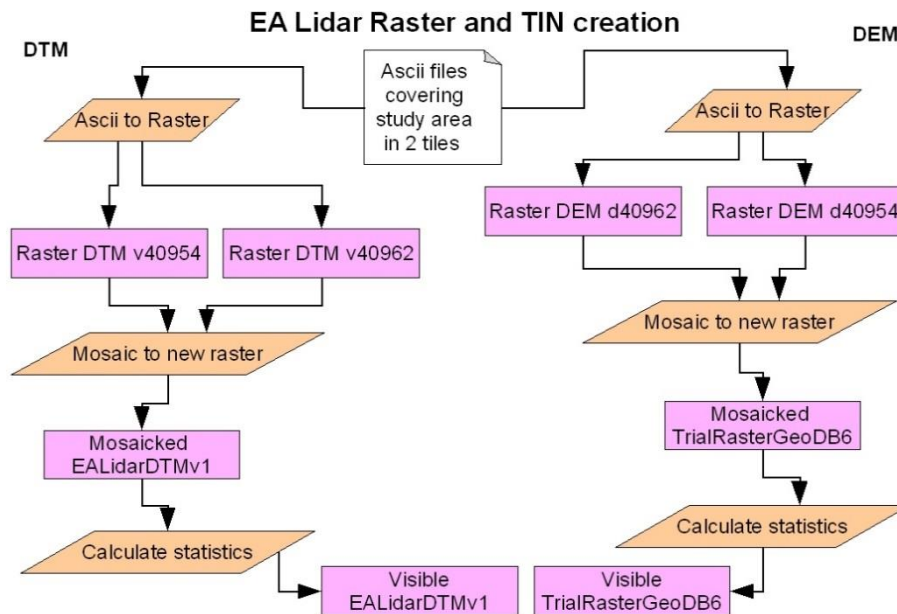 EA Lidar Raster and TIN creation
DTM
DEM
Ascii files
covering
study area
in 2 tiles
Ascii to Raster
Ascii to Raster
Raster DTM v40954
Raster DTM v40962
Raster DEM d40962
Raster DEM d40954
Mosaic to new raster
Mosaic to new raster
Mosaicked
EALidarDTMv1
Mosaicked
TrialRasterGeoDB6
Calculate statistics
Calculate statistics
Visible
EALidarDTMv1
Visible
TrialRasterGeoDB6